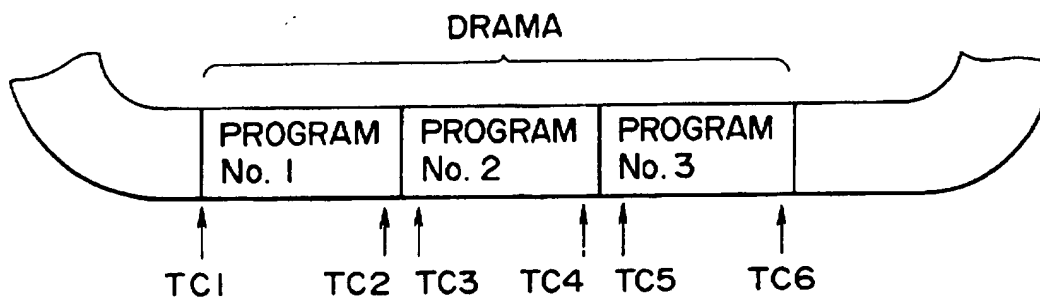 DRAMA
PROGRAM No. 1
PROGRAM No. 2
PROGRAM No. 3
TC1
TC2
TC3
TC4
TC5
TC6